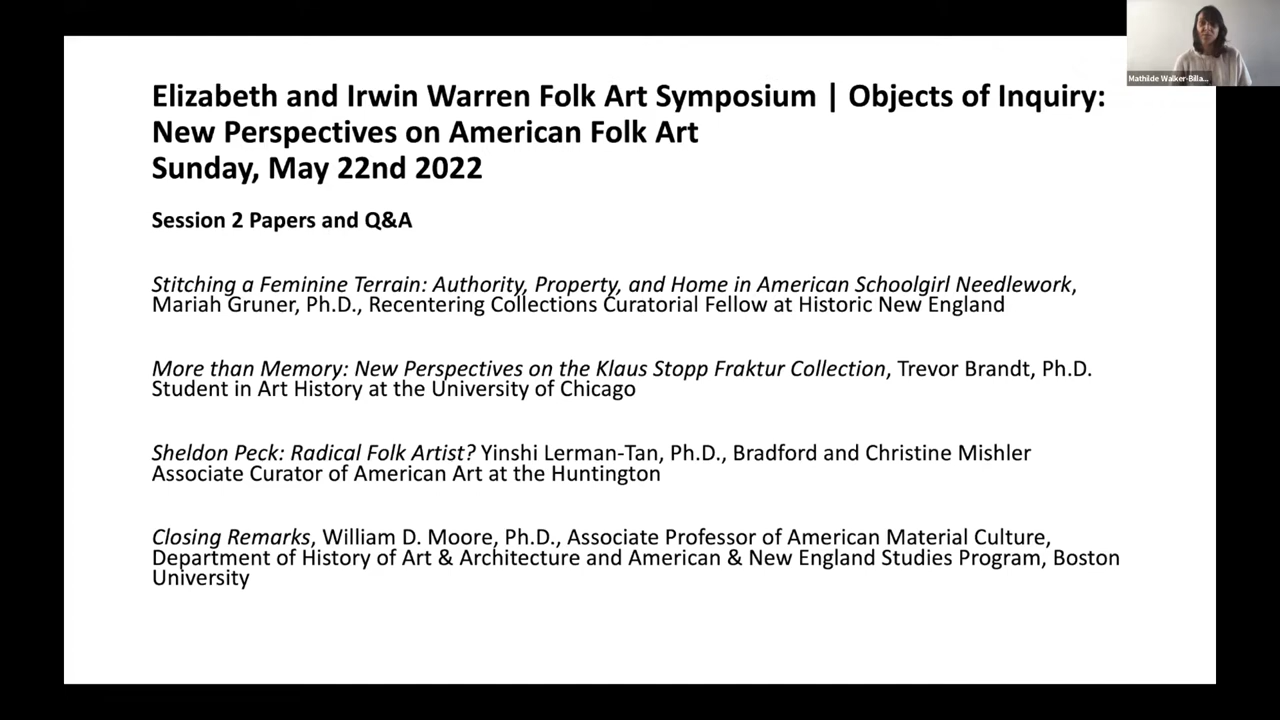 Elizabeth and Irwin Warren Folk Art Symposium | Objects of Inquiry:
New Perspectives on American Folk Art
Sunday, May 22nd 2022
Session 2 Papers and Q&A
Stitching a Feminine Terrain: Authority, Property, and Home in American Schoolgirl Needlework,
Mariah Gruner, Ph.D., Recentering Collections Curatorial Fellow at Historic New England
More than Memory: New Perspectives on the Klaus Stopp Fraktur Collection, Trevor Brandt, Ph.D.
Student in Art History at the University of Chicago
Sheldon Peck: Radical Folk Artist? Yinshi Lerman-Tan, Ph.D., Bradford and Christine Mishler
Associate Curator of American Art at the Huntington
Closing Remarks, William D. Moore, Ph.D., Associate Professor of American Material Culture,
Department of History of Art & Architecture and American & New England Studies Program, Boston
University
Mathilde Walker-Billa...